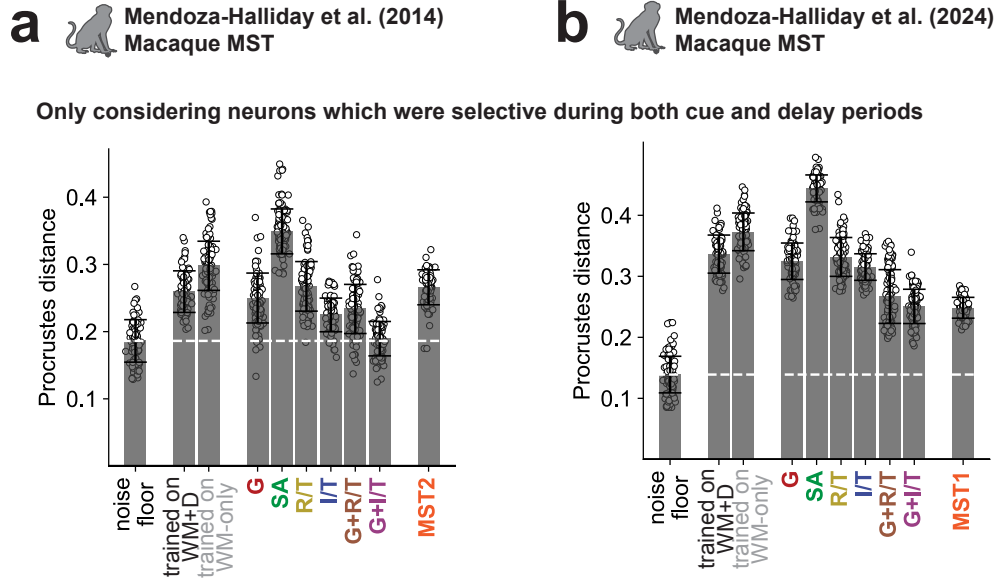 a
Mendoza-Halliday et al. (2014)
Macaque MST
b
Mendoza-Halliday et al. (2024)
Macaque MST
Only considering neurons which were selective during both cue and delay periods
Procrustes distance
0.4
0.3
0.2
0.1
noise
floor
trained on
WM+D
trained on
WM-only
G
SA
R/T
I/T
G+R/T
G+I/T
MST2
Procrustes distance
0.4
0.3
0.2
0.1
noise
floor
trained on
WM+D
trained on
WM-only
G
SA
R/T
I/T
G+R/T
G+I/T
MST1